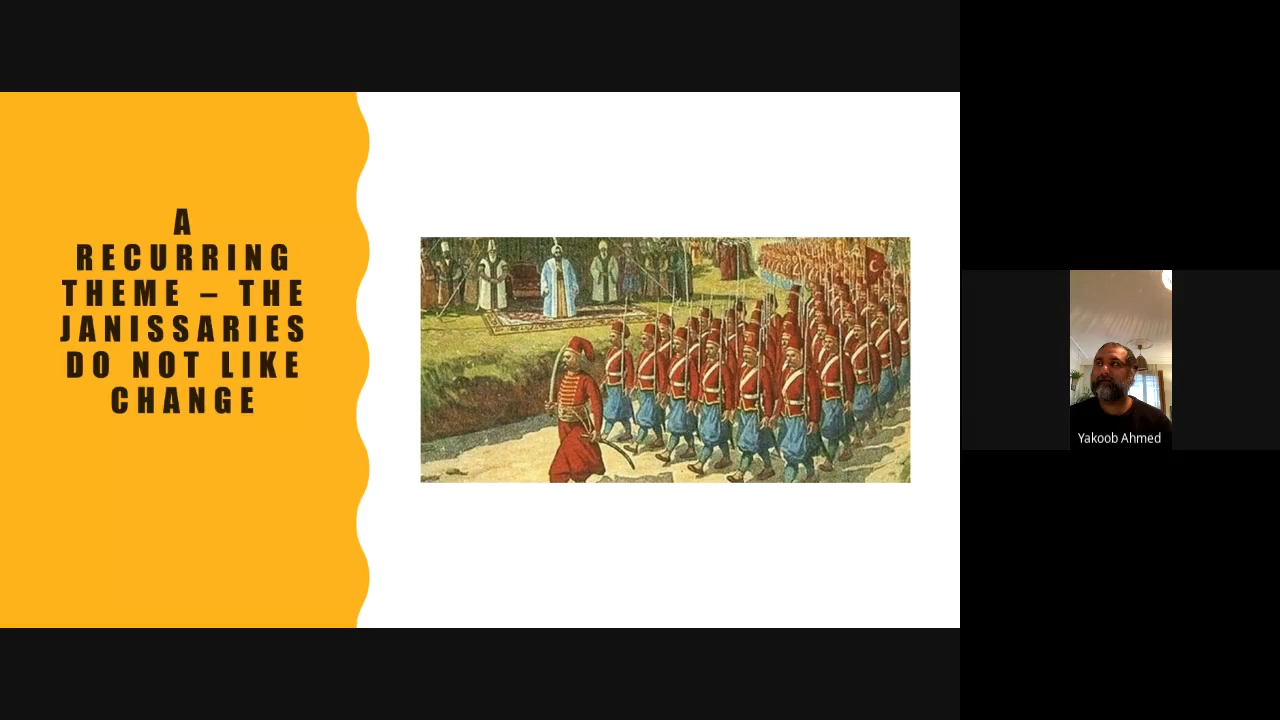 A
RECURRING
THEME – THE
JANISSARIES
DO NOT LIKE
CHANGE
Yakoob Ahmed